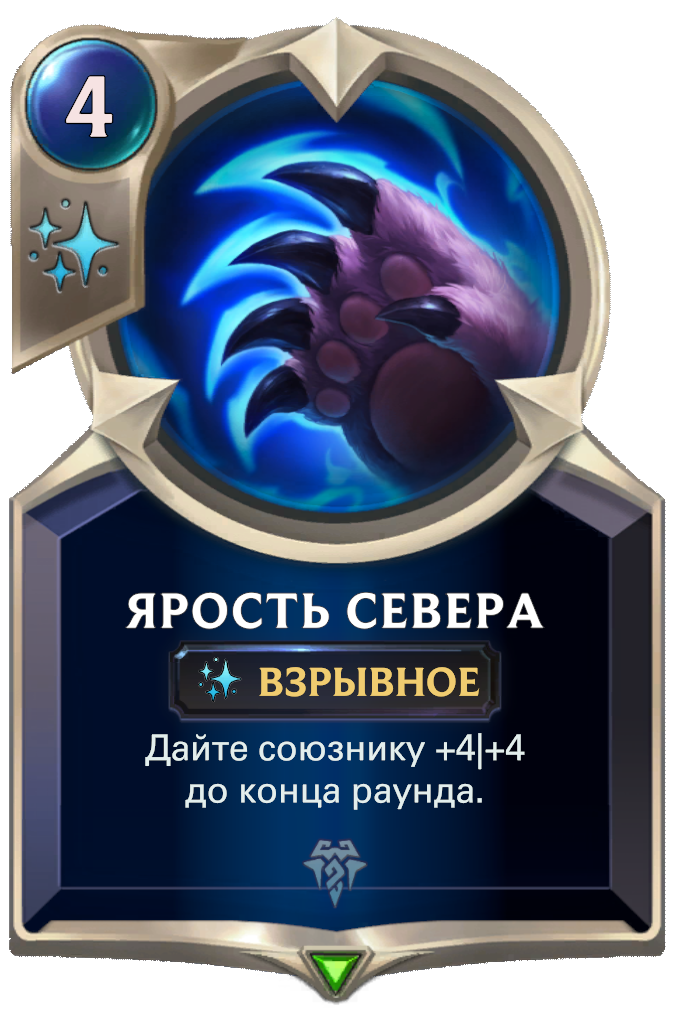 4
ЯРОСТЬ СЕВЕРА
ВЗРЫВНОЕ
Дайте союзнику +4|+4
до конца раунда.